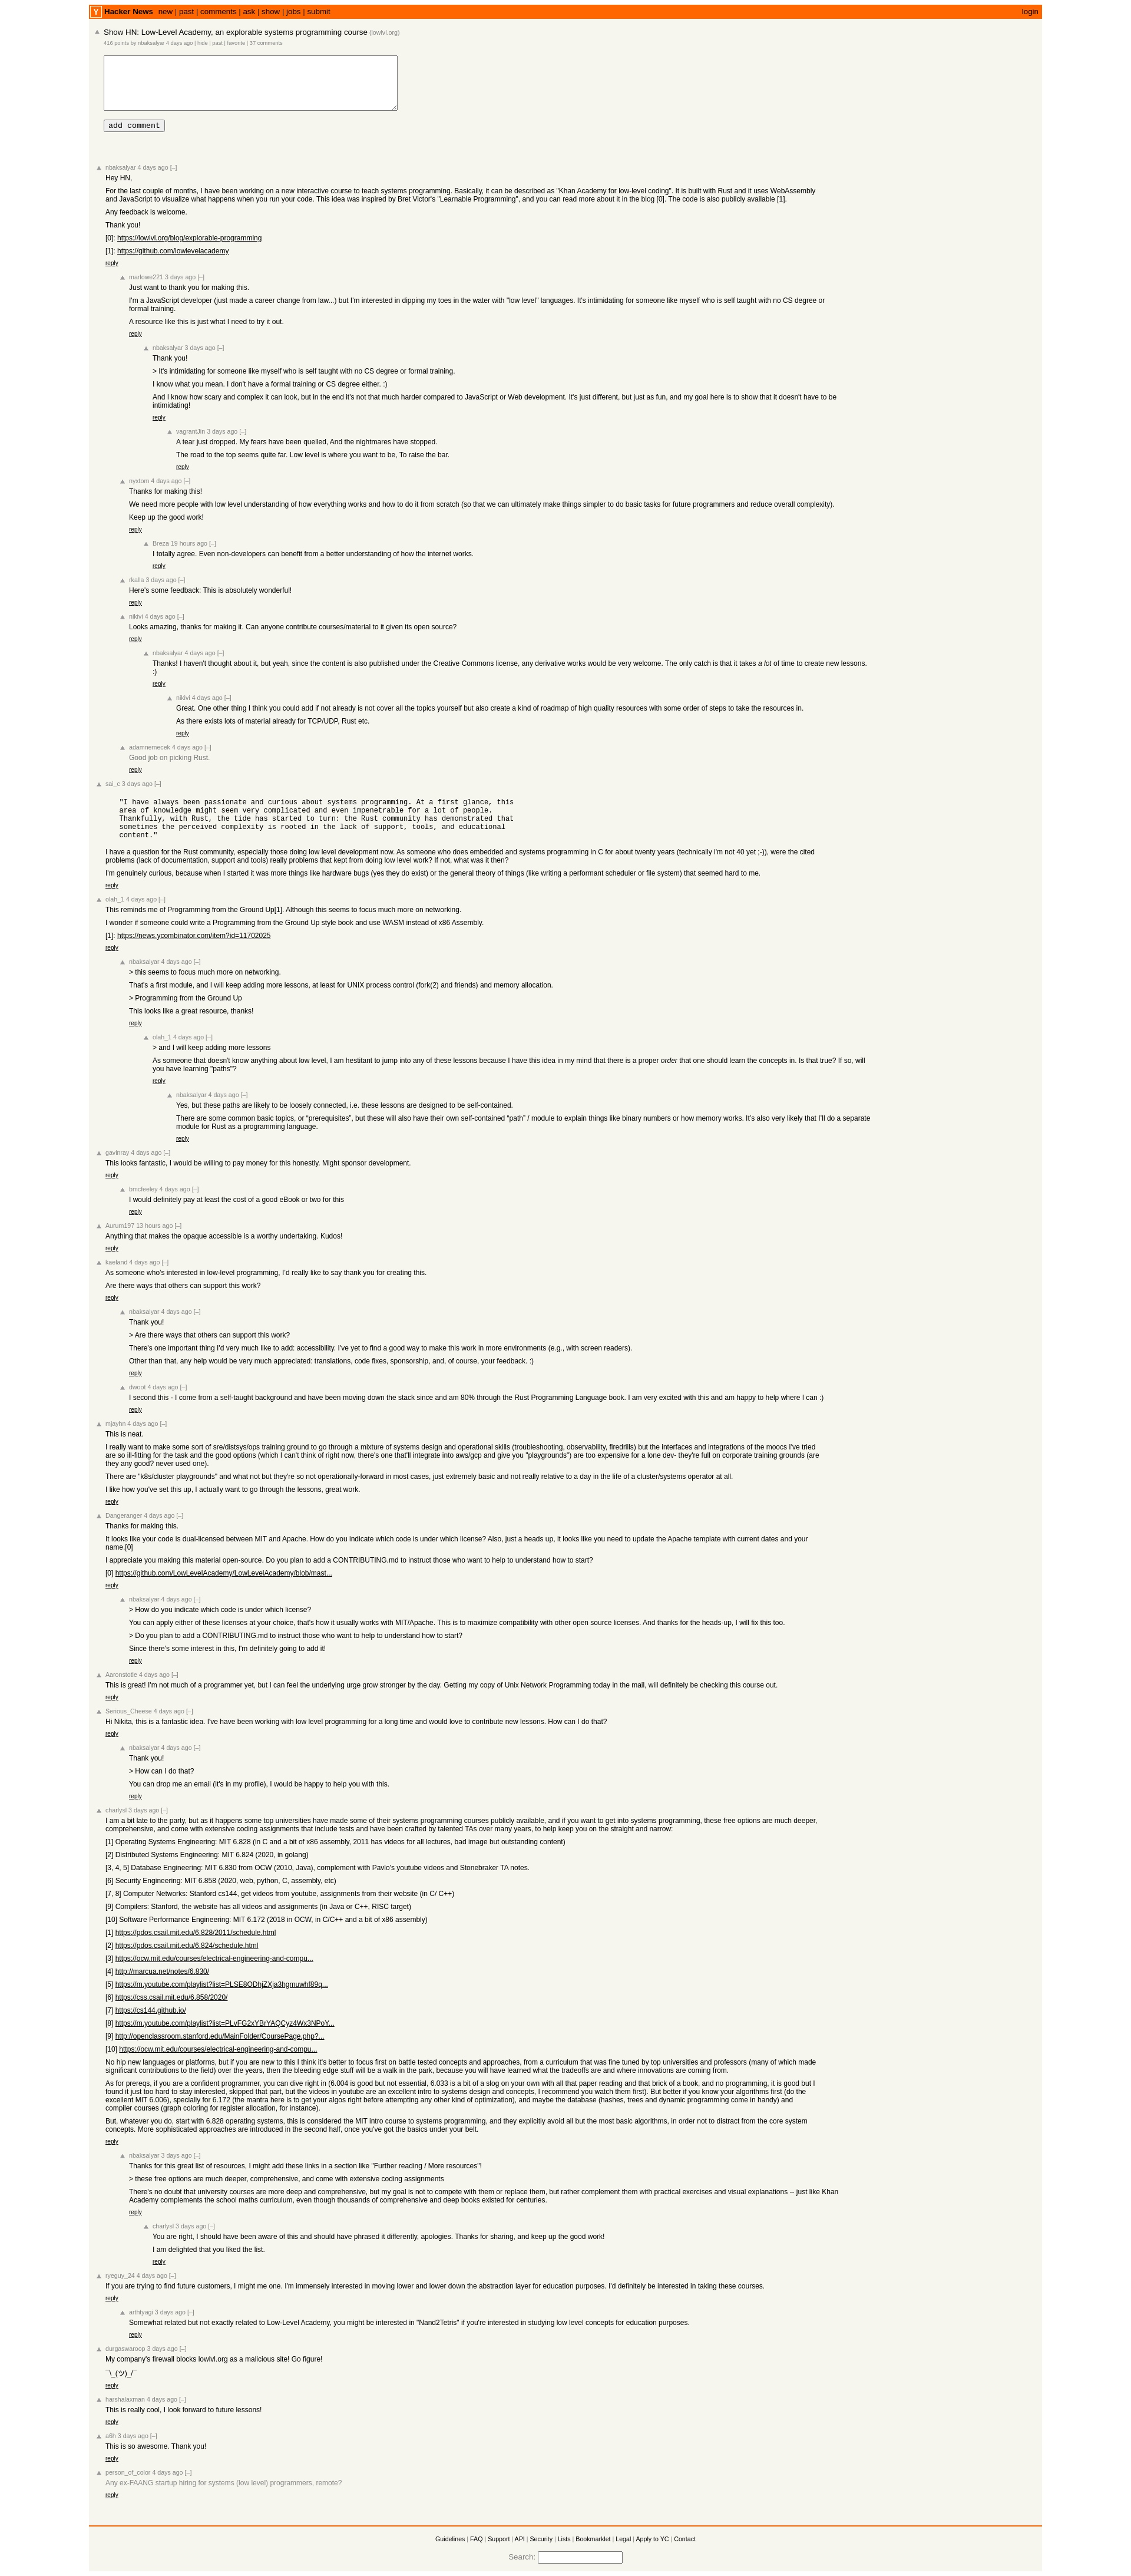 Y Hacker News new | past | comments | ask | show | jobs | submit login
Show HN: Low-Level Academy, an explorable systems programming course (lowlvl.org)
416 points by nbaksalyar 4 days ago | hide | past | favorite | 37 comments
add comment
nbaksalyar 4 days ago [–]
Hey HN,
For the last couple of months, I have been working on a new interactive course to teach systems programming. Basically, it can be described as "Khan Academy for low-level coding". It is built with Rust and it uses WebAssembly
and JavaScript to visualize what happens when you run your code. This idea was inspired by Bret Victor's "Learnable Programming", and you can read more about it in the blog [0]. The code is also publicly available [1].
Any feedback is welcome.
Thank you!
[0]: https://lowlvl.org/blog/explorable-programming
[1]: https://github.com/lowlevelacademy
reply
marlowe221 3 days ago [–]
Just want to thank you for making this.
I'm a JavaScript developer (just made a career change from law...) but I'm interested in dipping my toes in the water with "low level" languages. It's intimidating for someone like myself who is self taught with no CS degree or
formal training.
A resource like this is just what I need to try it out.
reply
nbaksalyar 3 days ago [–]
Thank you!
> It's intimidating for someone like myself who is self taught with no CS degree or formal training.
I know what you mean. I don't have a formal training or CS degree either. :)
And I know how scary and complex it can look, but in the end it's not that much harder compared to JavaScript or Web development. It's just different, but just as fun, and my goal here is to show that it doesn't have to be
intimidating!
reply
vagrantJin 3 days ago [–]
A tear just dropped. My fears have been quelled, And the nightmares have stopped.
The road to the top seems quite far. Low level is where you want to be, To raise the bar.
reply
nyxtom 4 days ago [–]
Thanks for making this!
We need more people with low level understanding of how everything works and how to do it from scratch (so that we can ultimately make things simpler to do basic tasks for future programmers and reduce overall complexity).
Keep up the good work!
reply
Breza 19 hours ago [–]
I totally agree. Even non-developers can benefit from a better understanding of how the internet works.
reply
rkalla 3 days ago [–]
Here's some feedback: This is absolutely wonderful!
reply
nikivi 4 days ago [–]
Looks amazing, thanks for making it. Can anyone contribute courses/material to it given its open source?
reply
nbaksalyar 4 days ago [–]
Thanks! I haven't thought about it, but yeah, since the content is also published under the Creative Commons license, any derivative works would be very welcome. The only catch is that it takes a lot of time to create new lessons.
:)
reply
nikivi 4 days ago [–]
Great. One other thing I think you could add if not already is not cover all the topics yourself but also create a kind of roadmap of high quality resources with some order of steps to take the resources in.
As there exists lots of material already for TCP/UDP, Rust etc.
reply
adamnemecek 4 days ago [–]
Good job on picking Rust.
reply
sai_c 3 days ago [–]
"I have always been passionate and curious about systems programming. At a first glance, this
area of knowledge might seem very complicated and even impenetrable for a lot of people.
Thankfully, with Rust, the tide has started to turn: the Rust community has demonstrated that
sometimes the perceived complexity is rooted in the lack of support, tools, and educational
content."
I have a question for the Rust community, especially those doing low level development now. As someone who does embedded and systems programming in C for about twenty years (technically i'm not 40 yet ;-)), were the cited
problems (lack of documentation, support and tools) really problems that kept from doing low level work? If not, what was it then?
I'm genuinely curious, because when I started it was more things like hardware bugs (yes they do exist) or the general theory of things (like writing a performant scheduler or file system) that seemed hard to me.
reply
olah_1 4 days ago [–]
This reminds me of Programming from the Ground Up[1]. Although this seems to focus much more on networking.
I wonder if someone could write a Programming from the Ground Up style book and use WASM instead of x86 Assembly.
[1]: https://news.ycombinator.com/item?id=11702025
reply
nbaksalyar 4 days ago [–]
> this seems to focus much more on networking.
That's a first module, and I will keep adding more lessons, at least for UNIX process control (fork(2) and friends) and memory allocation.
> Programming from the Ground Up
This looks like a great resource, thanks!
reply
olah_1 4 days ago [–]
> and I will keep adding more lessons
As someone that doesn't know anything about low level, I am hestitant to jump into any of these lessons because I have this idea in my mind that there is a proper order that one should learn the concepts in. Is that true? If so, will
you have learning "paths"?
reply
nbaksalyar 4 days ago [–]
Yes, but these paths are likely to be loosely connected, i.e. these lessons are designed to be self-contained.
There are some common basic topics, or “prerequisites”, but these will also have their own self-contained “path” / module to explain things like binary numbers or how memory works. It’s also very likely that I’ll do a separate
module for Rust as a programming language.
reply
gavinray 4 days ago [–]
This looks fantastic, I would be willing to pay money for this honestly. Might sponsor development.
reply
bmcfeeley 4 days ago [–]
I would definitely pay at least the cost of a good eBook or two for this
reply
Aurum197 13 hours ago [–]
Anything that makes the opaque accessible is a worthy undertaking. Kudos!
reply
kaeland 4 days ago [–]
As someone who's interested in low-level programming, I'd really like to say thank you for creating this.
Are there ways that others can support this work?
reply
nbaksalyar 4 days ago [–]
Thank you!
> Are there ways that others can support this work?
There's one important thing I'd very much like to add: accessibility. I've yet to find a good way to make this work in more environments (e.g., with screen readers).
Other than that, any help would be very much appreciated: translations, code fixes, sponsorship, and, of course, your feedback. :)
reply
dwoot 4 days ago [–]
I second this - I come from a self-taught background and have been moving down the stack since and am 80% through the Rust Programming Language book. I am very excited with this and am happy to help where I can :)
reply
mjayhn 4 days ago [–]
This is neat.
I really want to make some sort of sre/distsys/ops training ground to go through a mixture of systems design and operational skills (troubleshooting, observability, firedrills) but the interfaces and integrations of the moocs I've tried
are so ill-fitting for the task and the good options (which I can't think of right now, there's one that'll integrate into aws/gcp and give you "playgrounds") are too expensive for a lone dev- they're full on corporate training grounds (are
they any good? never used one).
There are "k8s/cluster playgrounds" and what not but they're so not operationally-forward in most cases, just extremely basic and not really relative to a day in the life of a cluster/systems operator at all.
I like how you've set this up, I actually want to go through the lessons, great work.
reply
Dangeranger 4 days ago [–]
Thanks for making this.
It looks like your code is dual-licensed between MIT and Apache. How do you indicate which code is under which license? Also, just a heads up, it looks like you need to update the Apache template with current dates and your
name.[0]
I appreciate you making this material open-source. Do you plan to add a CONTRIBUTING.md to instruct those who want to help to understand how to start?
[0] https://github.com/LowLevelAcademy/LowLevelAcademy/blob/mast...
reply
nbaksalyar 4 days ago [–]
> How do you indicate which code is under which license?
You can apply either of these licenses at your choice, that's how it usually works with MIT/Apache. This is to maximize compatibility with other open source licenses. And thanks for the heads-up, I will fix this too.
> Do you plan to add a CONTRIBUTING.md to instruct those who want to help to understand how to start?
Since there's some interest in this, I'm definitely going to add it!
reply
Aaronstotle 4 days ago [–]
This is great! I'm not much of a programmer yet, but I can feel the underlying urge grow stronger by the day. Getting my copy of Unix Network Programming today in the mail, will definitely be checking this course out.
reply
Serious_Cheese 4 days ago [–]
Hi Nikita, this is a fantastic idea. I've have been working with low level programming for a long time and would love to contribute new lessons. How can I do that?
reply
nbaksalyar 4 days ago [–]
Thank you!
> How can I do that?
You can drop me an email (it's in my profile), I would be happy to help you with this.
reply
charlysl 3 days ago [–]
I am a bit late to the party, but as it happens some top universities have made some of their systems programming courses publicly available, and if you want to get into systems programming, these free options are much deeper,
comprehensive, and come with extensive coding assignments that include tests and have been crafted by talented TAs over many years, to help keep you on the straight and narrow:
[1] Operating Systems Engineering: MIT 6.828 (in C and a bit of x86 assembly, 2011 has videos for all lectures, bad image but outstanding content)
[2] Distributed Systems Engineering: MIT 6.824 (2020, in golang)
[3, 4, 5] Database Engineering: MIT 6.830 from OCW (2010, Java), complement with Pavlo's youtube videos and Stonebraker TA notes.
[6] Security Engineering: MIT 6.858 (2020, web, python, C, assembly, etc)
[7, 8] Computer Networks: Stanford cs144, get videos from youtube, assignments from their website (in C/ C++)
[9] Compilers: Stanford, the website has all videos and assignments (in Java or C++, RISC target)
[10] Software Performance Engineering: MIT 6.172 (2018 in OCW, in C/C++ and a bit of x86 assembly)
[1] https://pdos.csail.mit.edu/6.828/2011/schedule.html
[2] https://pdos.csail.mit.edu/6.824/schedule.html
[3] https://ocw.mit.edu/courses/electrical-engineering-and-compu...
[4] http://marcua.net/notes/6.830/
[5] https://m.youtube.com/playlist?list=PLSE8ODhjZXja3hgmuwhf89q...
[6] https://css.csail.mit.edu/6.858/2020/
[7] https://cs144.github.io/
[8] https://m.youtube.com/playlist?list=PLvFG2xYBrYAQCyz4Wx3NPoY...
[9] http://openclassroom.stanford.edu/MainFolder/CoursePage.php?...
[10] https://ocw.mit.edu/courses/electrical-engineering-and-compu...
No hip new languages or platforms, but if you are new to this I think it's better to focus first on battle tested concepts and approaches, from a curriculum that was fine tuned by top universities and professors (many of which made
significant contributions to the field) over the years, then the bleeding edge stuff will be a walk in the park, because you will have learned what the tradeoffs are and where innovations are coming from.
As for prereqs, if you are a confident programmer, you can dive right in (6.004 is good but not essential, 6.033 is a bit of a slog on your own with all that paper reading and that brick of a book, and no programming, it is good but I
found it just too hard to stay interested, skipped that part, but the videos in youtube are an excellent intro to systems design and concepts, I recommend you watch them first). But better if you know your algorithms first (do the
excellent MIT 6.006), specially for 6.172 (the mantra here is to get your algos right before attempting any other kind of optimization), and maybe the database (hashes, trees and dynamic programming come in handy) and
compiler courses (graph coloring for register allocation, for instance).
But, whatever you do, start with 6.828 operating systems, this is considered the MIT intro course to systems programming, and they explicitly avoid all but the most basic algorithms, in order not to distract from the core system
concepts. More sophisticated approaches are introduced in the second half, once you've got the basics under your belt.
reply
nbaksalyar 3 days ago [–]
Thanks for this great list of resources, I might add these links in a section like "Further reading / More resources"!
> these free options are much deeper, comprehensive, and come with extensive coding assignments
There's no doubt that university courses are more deep and comprehensive, but my goal is not to compete with them or replace them, but rather complement them with practical exercises and visual explanations -- just like Khan
Academy complements the school maths curriculum, even though thousands of comprehensive and deep books existed for centuries.
reply
charlysl 3 days ago [–]
You are right, I should have been aware of this and should have phrased it differently, apologies. Thanks for sharing, and keep up the good work!
I am delighted that you liked the list.
reply
ryeguy_24 4 days ago [–]
If you are trying to find future customers, I might me one. I'm immensely interested in moving lower and lower down the abstraction layer for education purposes. I'd definitely be interested in taking these courses.
reply
arthtyagi 3 days ago [–]
Somewhat related but not exactly related to Low-Level Academy, you might be interested in "Nand2Tetris" if you're interested in studying low level concepts for education purposes.
reply
durgaswaroop 3 days ago [–]
My company's firewall blocks lowlvl.org as a malicious site! Go figure!
¯\_(ツ)_/¯
reply
harshalaxman 4 days ago [–]
This is really cool, I look forward to future lessons!
reply
a6h 3 days ago [–]
This is so awesome. Thank you!
reply
person_of_color 4 days ago [–]
Any ex-FAANG startup hiring for systems (low level) programmers, remote?
reply
Guidelines | FAQ | Support | API | Security | Lists | Bookmarklet | Legal | Apply to YC | Contact
Search: